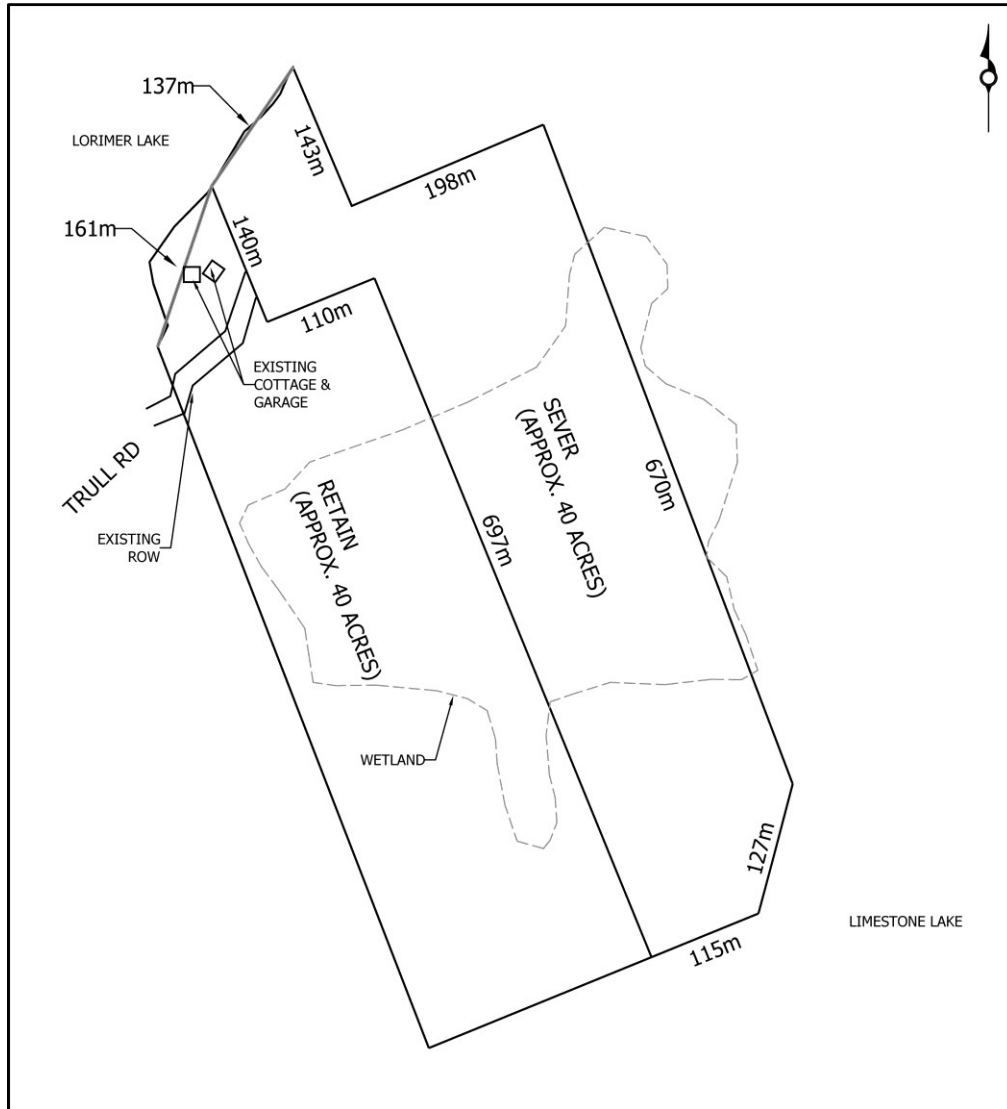 137m
LORIMER LAKE
143m
198m
161m
140m
110m
EXISTING
COTTAGE &
GARAGE
TRULL RD
EXISTING
ROW
RETAIN
(APPROX. 40 ACRES)
SEVER
(APPROX. 40 ACRES)
670m
697m
WETLAND
127m
LIMESTONE LAKE
115m